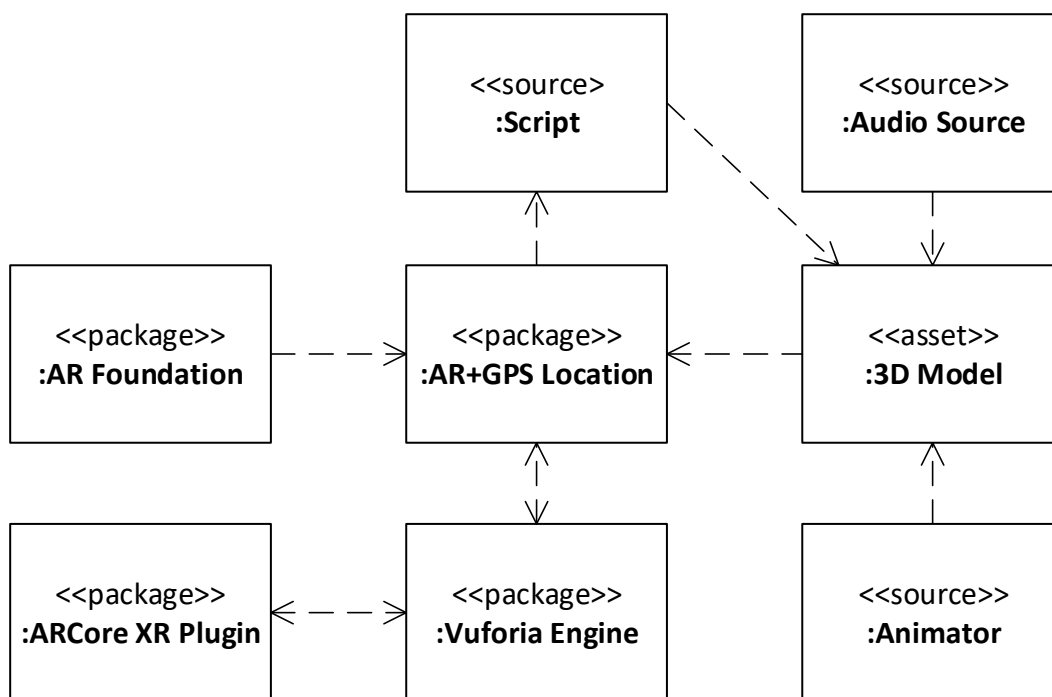 <<source>
:Script
<<source>>
:Audio Source
<<package>>
:AR Foundation
<<package>>
:AR+GPS Location
<<asset>>
:3D Model
<<package>>
:ARCore XR Plugin
<<package>>
:Vuforia Engine
<<source>>
:Animator